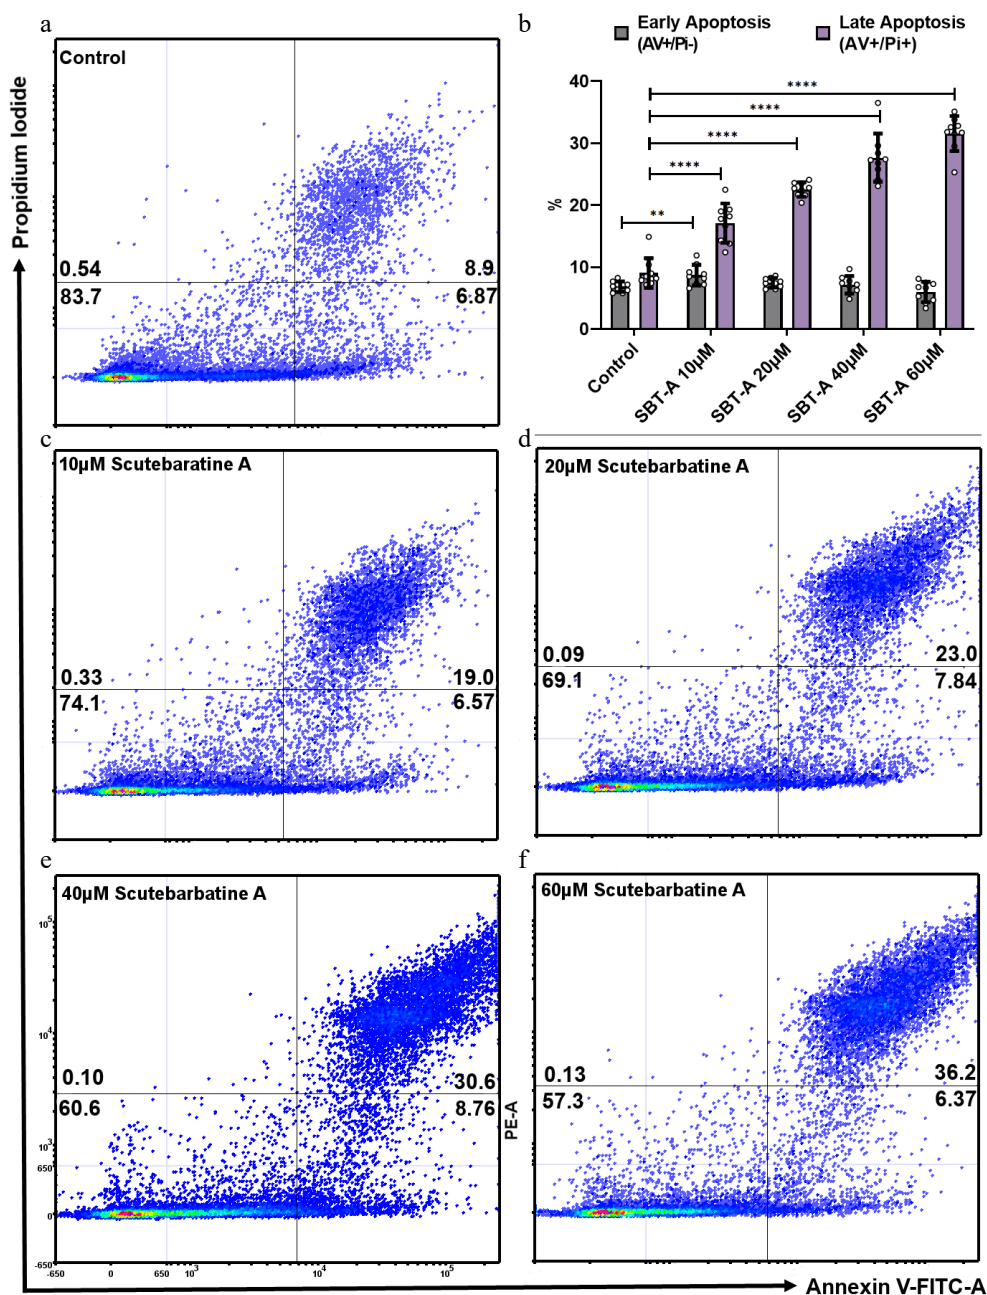 a
Control
Propidium Iodide
0.54
8.9
83.7
6.87
b
Early Apoptosis
(AV+/Pi-)
Late Apoptosis
(AV+/Pi+)
%
40
30
20
10
0
****
****
****
****
**
Control
SBT-A 10µM
SBT-A 20µM
SBT-A 40µM
SBT-A 60µM
c
10µM Scutebaratine A
0.33
19.0
74.1
6.57
d
20µM Scutebarbatine A
0.09
23.0
69.1
7.84
e
40µM Scutebarbatine A
10⁵
10⁴
10³
650
0
-650
0.10
30.6
60.6
8.76
-650 0 650 10³ 10⁴ 10⁵
f
60µM Scutebarbatine A
0.13
36.2
57.3
6.37
PE-A
Annexin V-FITC-A